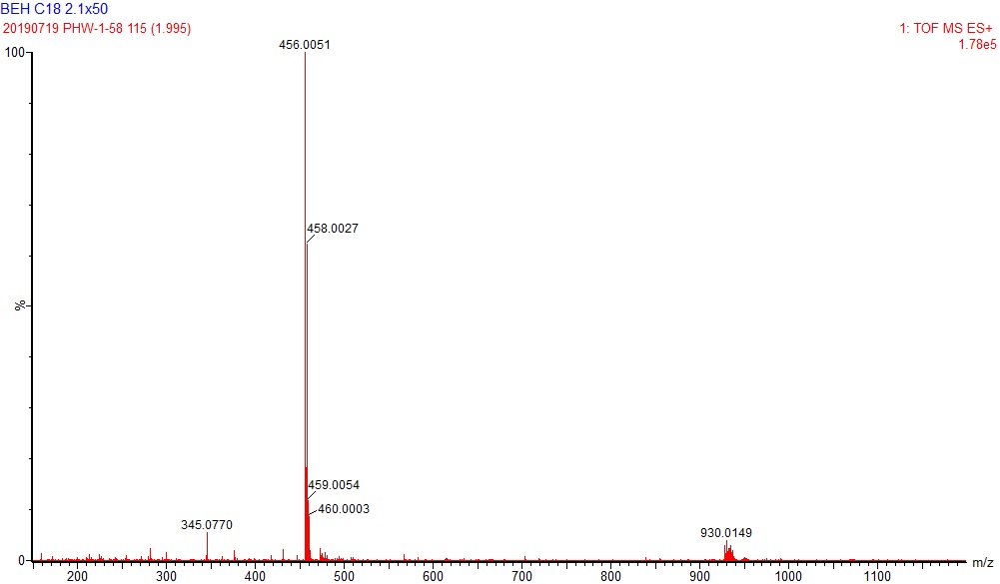 BEH C18 2.1x50
20190719 PHW-1-58 115 (1.995)
1: TOF MS ES+
1.78e5
100
%
0
456.0051
458.0027
459.0054
460.0003
345.0770
930.0149
200 300 400 500 600 700 800 900 1000 1100 m/z